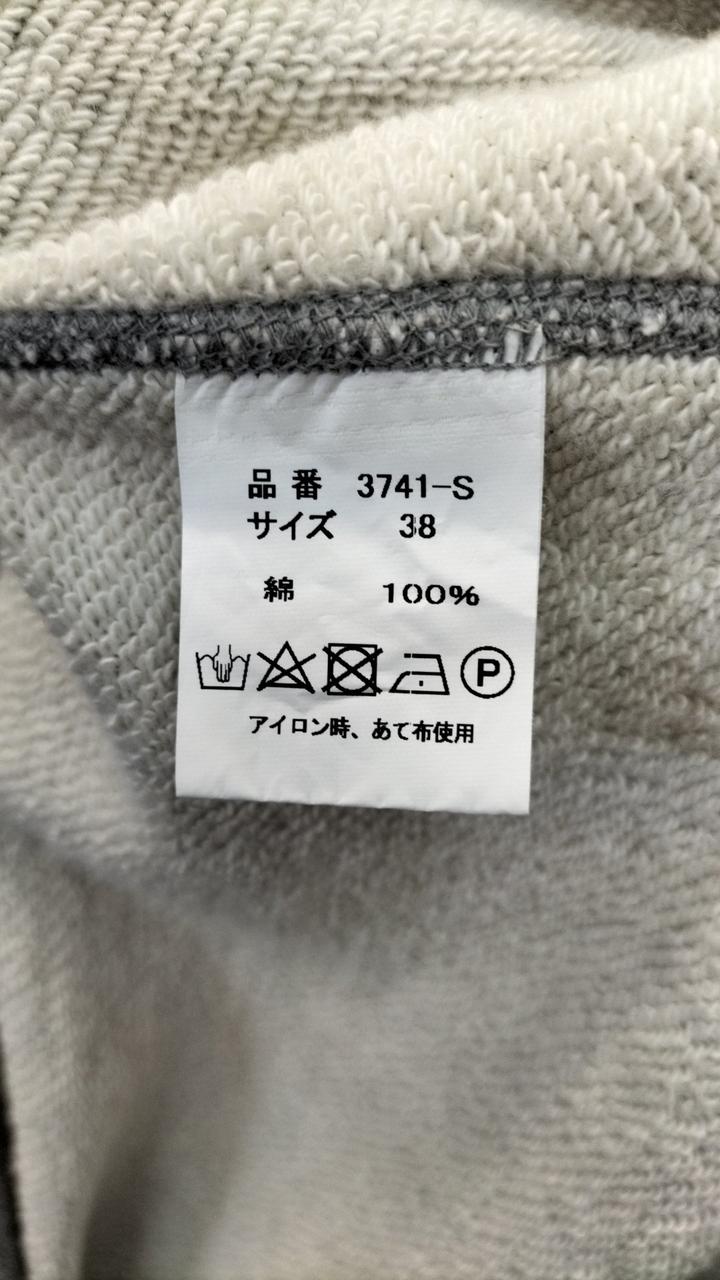 品番 3741-S
サイズ 38
綿 100%
P
アイロン時、あて布使用